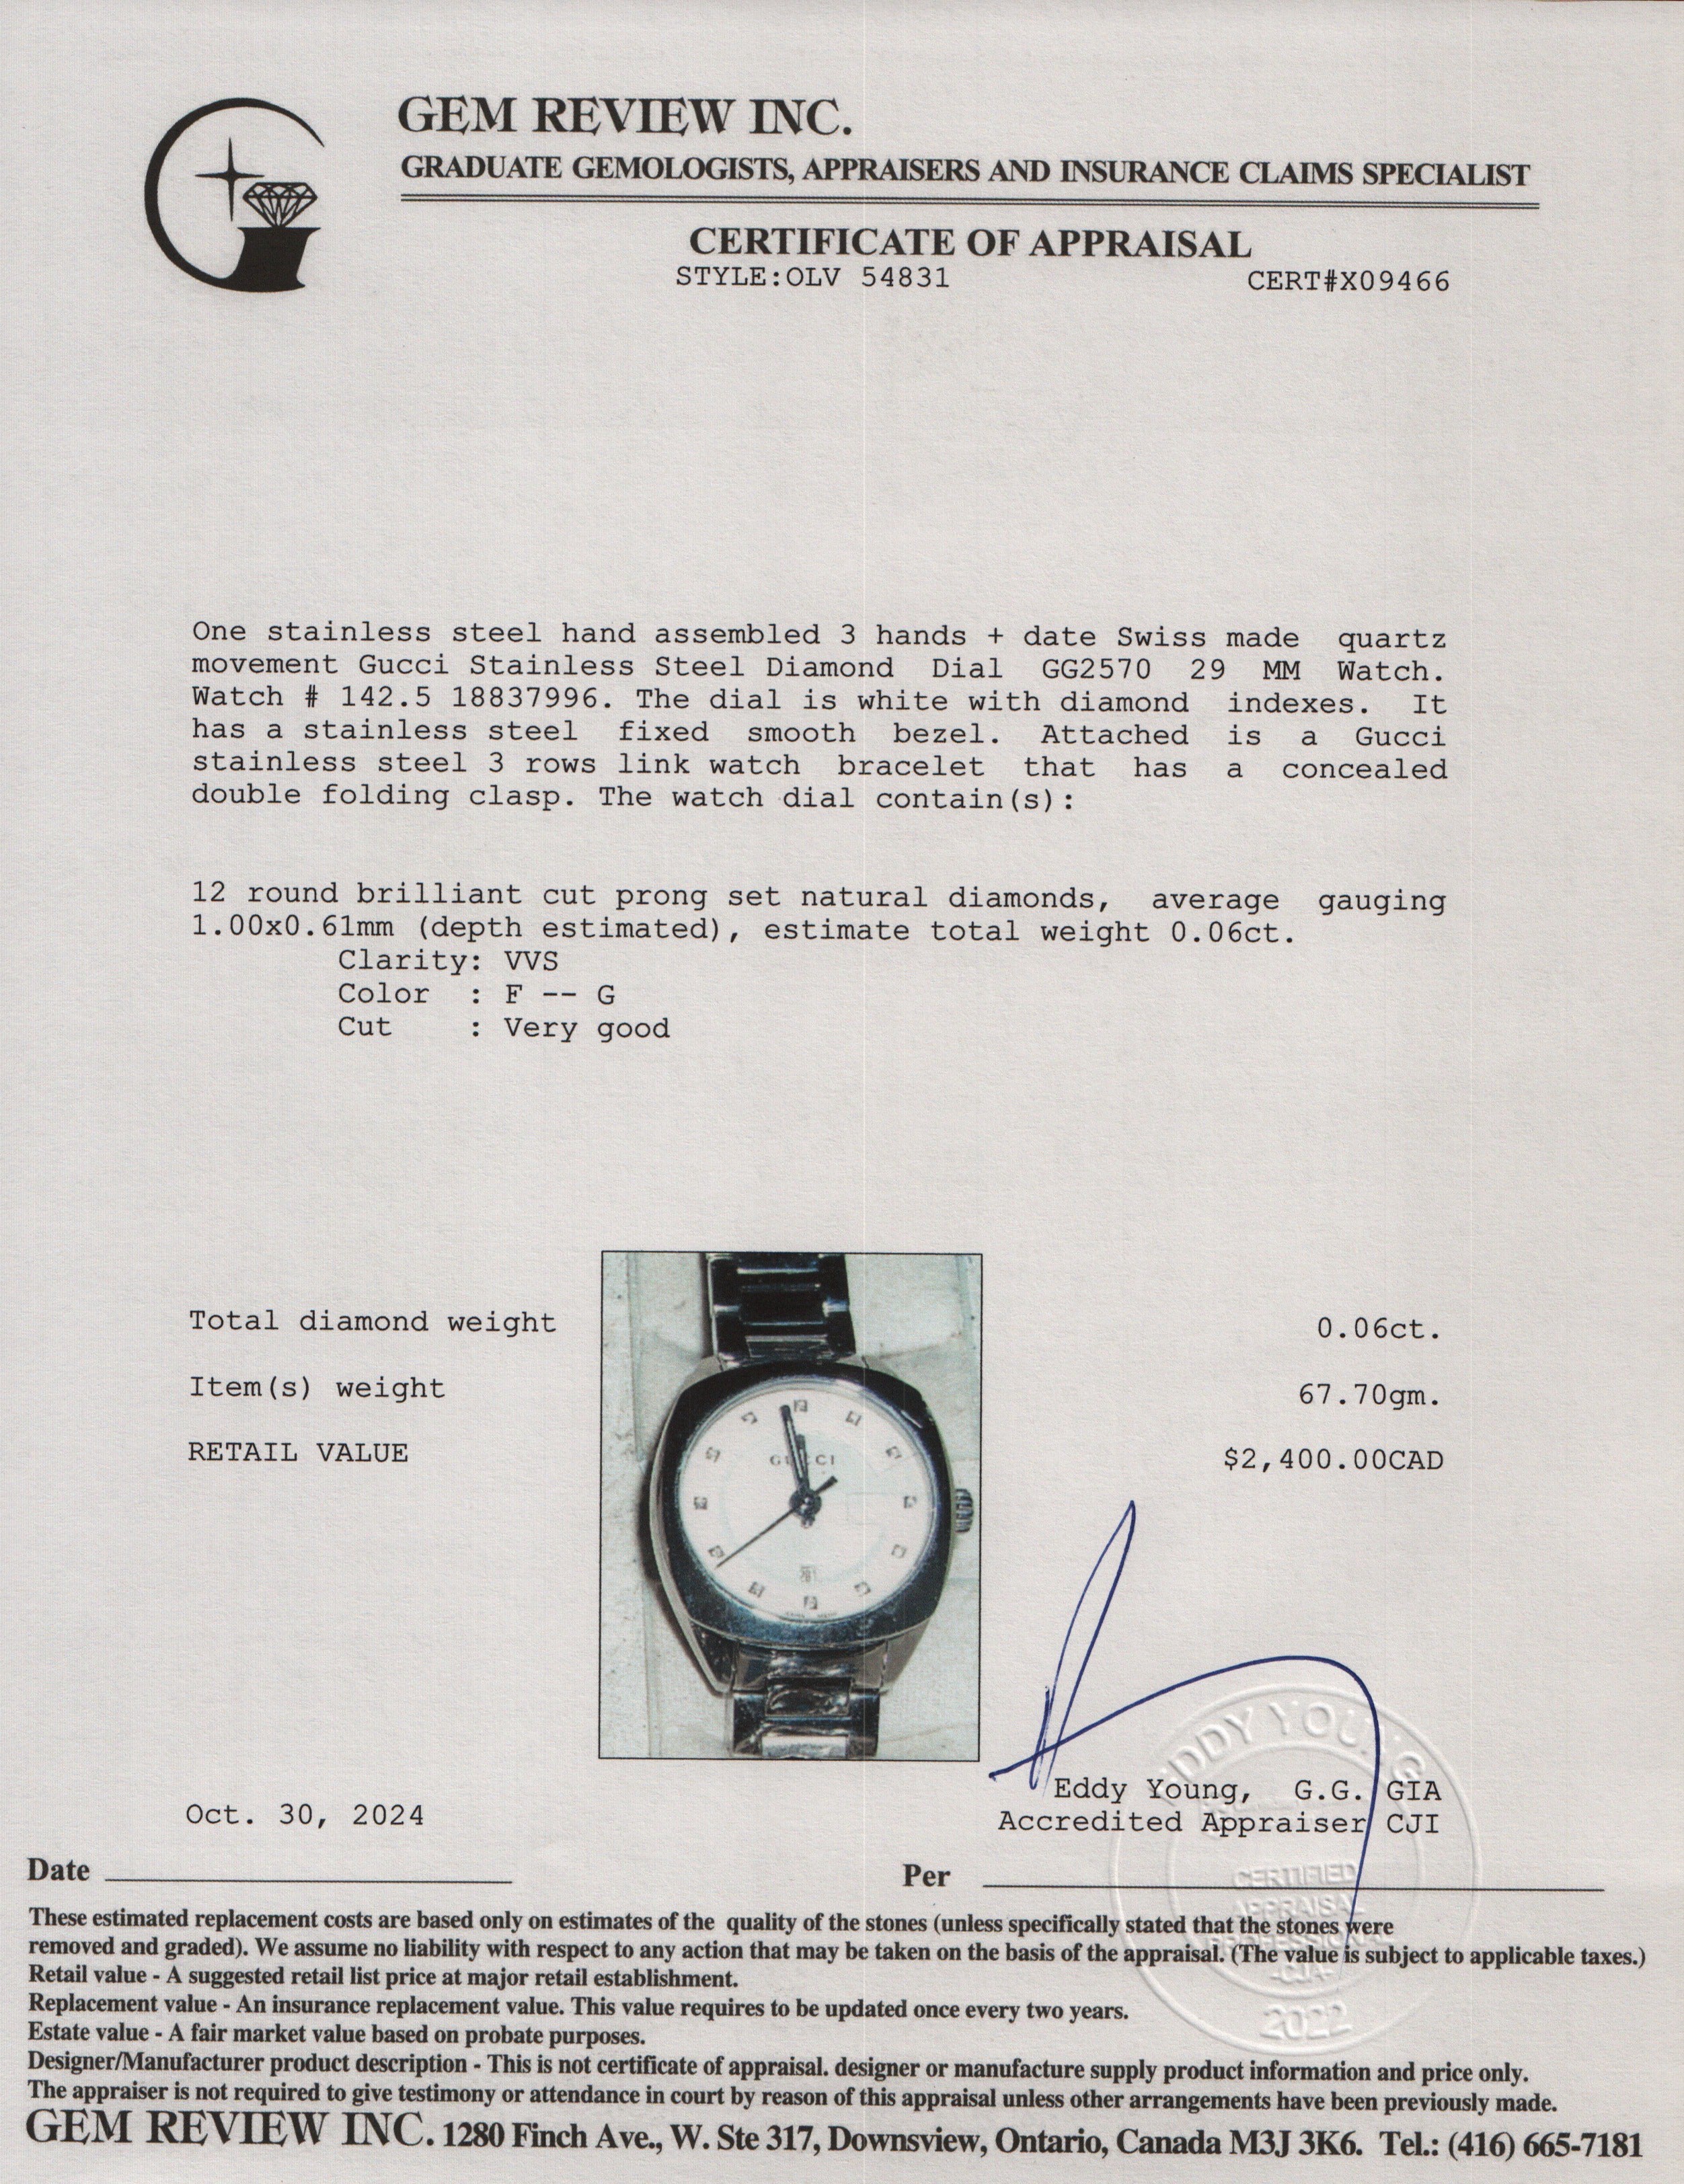 GEM REVIEW INC.
GRADUATE GEMOLOGISTS, APPRAISERS AND INSURANCE CLAIMS SPECIALIST
CERTIFICATE OF APPRAISAL
STYLE:OLV 54831 CERT#X09466
One stainless steel hand assembled 3 hands + date Swiss made quartz
movement Gucci Stainless Steel Diamond Dial GG2570 29 MM Watch.
Watch # 142.5 18837996. The dial is white with diamond indexes. It
has a stainless steel fixed smooth bezel. Attached is a Gucci
stainless steel 3 rows link watch bracelet that has a concealed
double folding clasp. The watch dial contain(s):
12 round brilliant cut prong set natural diamonds, average gauging
1.00x0.61mm (depth estimated), estimate total weight 0.06ct.
Clarity: VVS
Color : F -- G
Cut : Very good
Total diamond weight 0.06ct.
Item(s) weight 67.70gm.
RETAIL VALUE $2,400.00CAD
GUCCI
EDDY YOUNG
Eddy Young, G.G. GIA
Oct. 30, 2024 Accredited Appraiser CJI
Date Per
CERTIFIED
APPRAISAL
PROFESSIONAL
-CJA-
2022
These estimated replacement costs are based only on estimates of the quality of the stones (unless specifically stated that the stones were
removed and graded). We assume no liability with respect to any action that may be taken on the basis of the appraisal. (The value is subject to applicable taxes.)
Retail value - A suggested retail list price at major retail establishment.
Replacement value - An insurance replacement value. This value requires to be updated once every two years.
Estate value - A fair market value based on probate purposes.
Designer/Manufacturer product description - This is not certificate of appraisal. designer or manufacture supply product information and price only.
The appraiser is not required to give testimony or attendance in court by reason of this appraisal unless other arrangements have been previously made.
GEM REVIEW INC. 1280 Finch Ave., W. Ste 317, Downsview, Ontario, Canada M3J 3K6. Tel.: (416) 665-7181